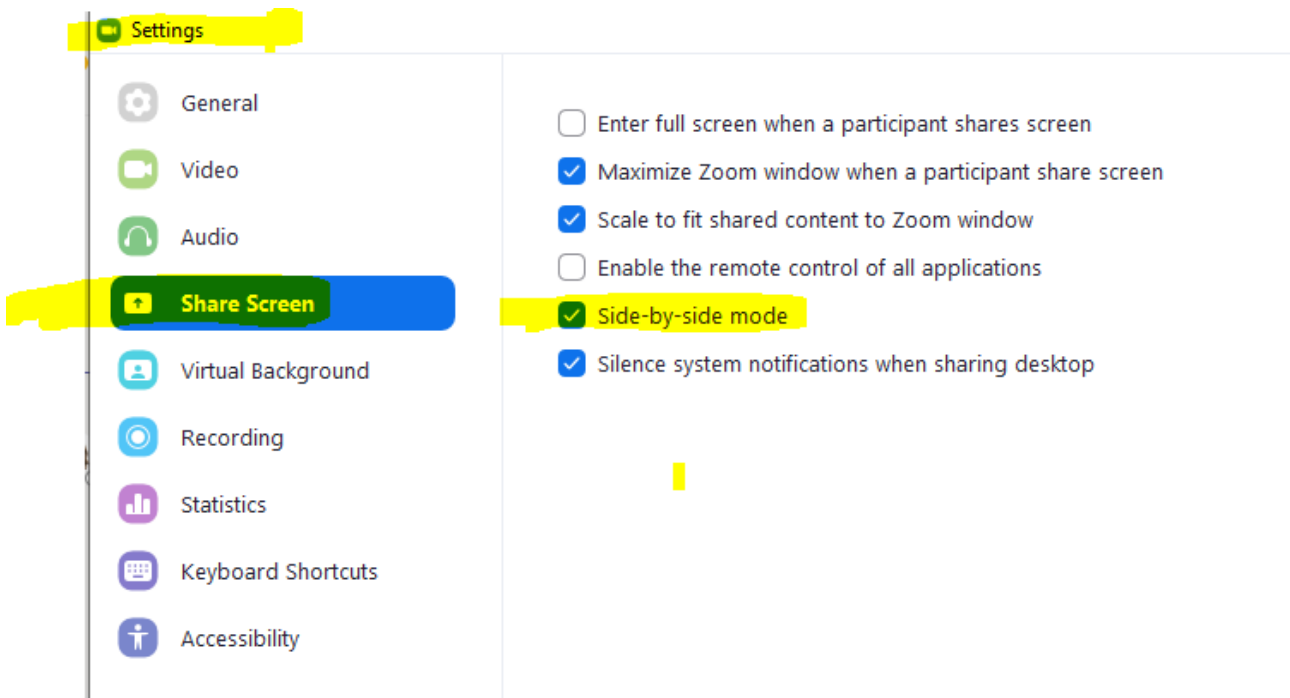 Settings
General
Video
Audio
Share Screen
Virtual Background
Recording
Statistics
Keyboard Shortcuts
Accessibility
Enter full screen when a participant shares screen
Maximize Zoom window when a participant share screen
Scale to fit shared content to Zoom window
Enable the remote control of all applications
Side-by-side mode
Silence system notifications when sharing desktop